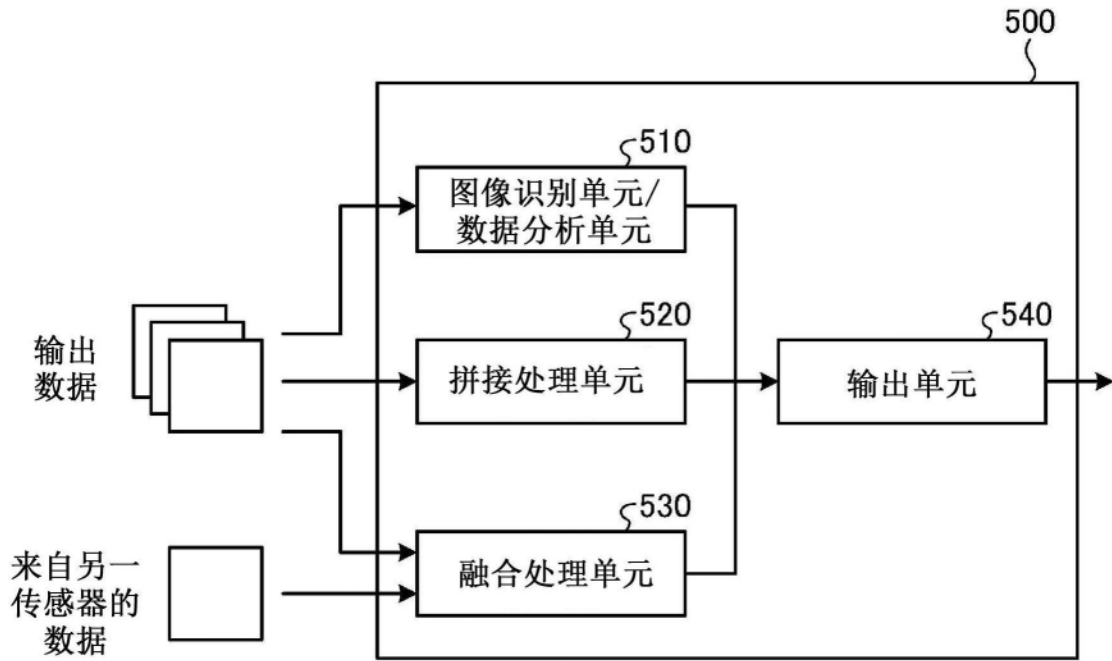 500
510
图像识别单元/
数据分析单元
520
拼接处理单元
540
输出单元
输出
数据
530
融合处理单元
来自另一
传感器的
数据